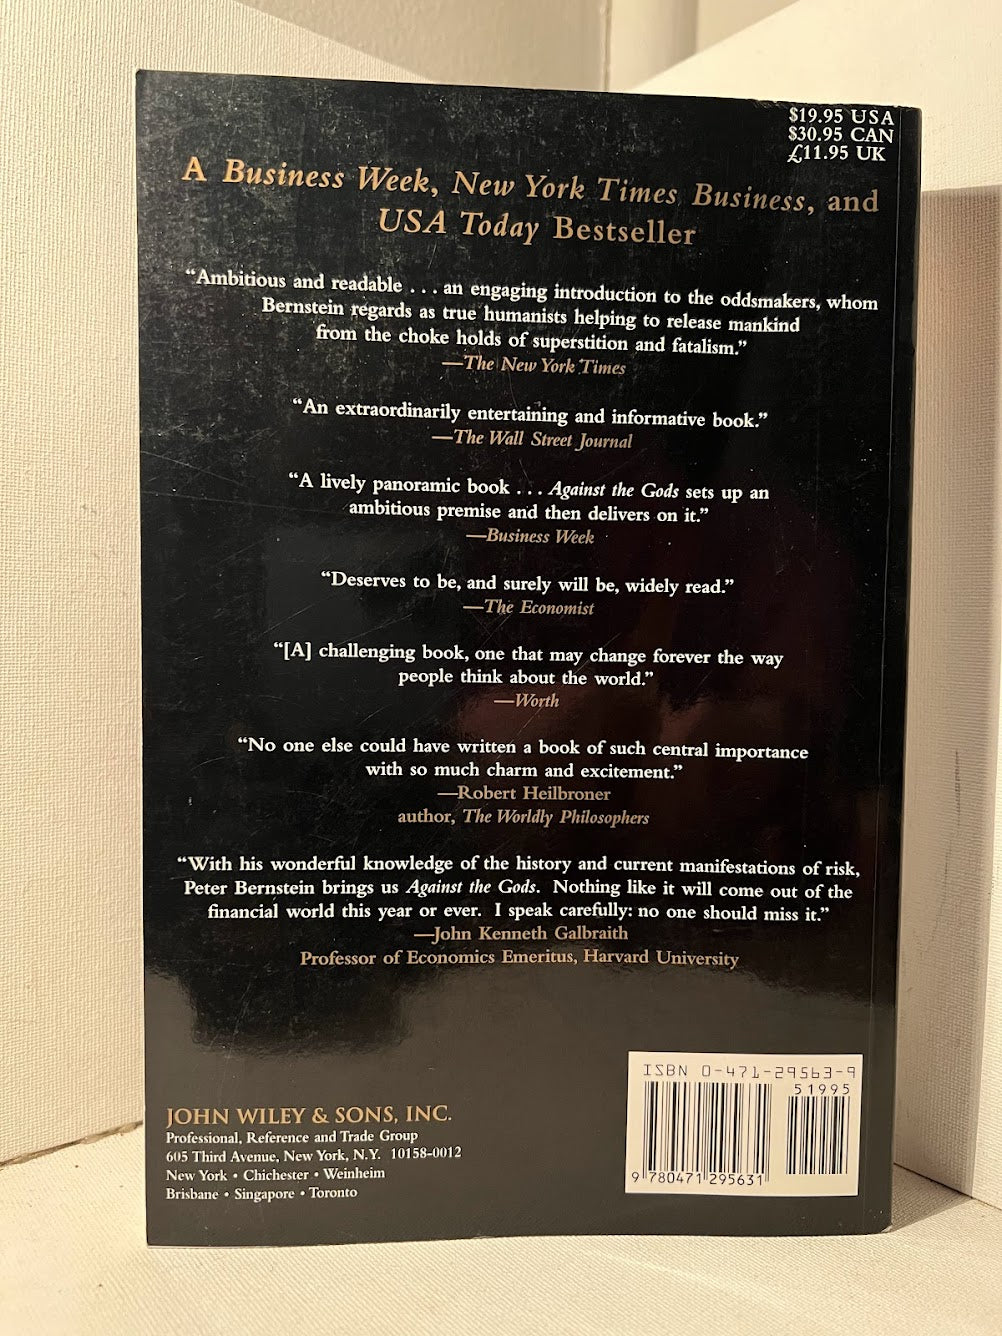 $19.95 USA
$30.95 CAN
£11.95 UK
A Business Week, New York Times Business, and
USA Today Bestseller
“Ambitious and readable . . . an engaging introduction to the oddsmakers, whom
Bernstein regards as true humanists helping to release mankind
from the choke holds of superstition and fatalism.”
—The New York Times
“An extraordinarily entertaining and informative book.”
—The Wall Street Journal
“A lively panoramic book . . . Against the Gods sets up an
ambitious premise and then delivers on it.”
—Business Week
“Deserves to be, and surely will be, widely read.”
—The Economist
“[A] challenging book, one that may change forever the way
people think about the world.”
—Worth
“No one else could have written a book of such central importance
with so much charm and excitement.”
—Robert Heilbroner
author, The Worldly Philosophers
“With his wonderful knowledge of the history and current manifestations of risk,
Peter Bernstein brings us Against the Gods. Nothing like it will come out of the
financial world this year or ever. I speak carefully: no one should miss it.”
—John Kenneth Galbraith
Professor of Economics Emeritus, Harvard University
JOHN WILEY & SONS, INC.
Professional, Reference and Trade Group
605 Third Avenue, New York, N.Y. 10158-0012
New York • Chichester • Weinheim
Brisbane • Singapore • Toronto
ISBN 0-471-29563-9
51995
9 780471 295631